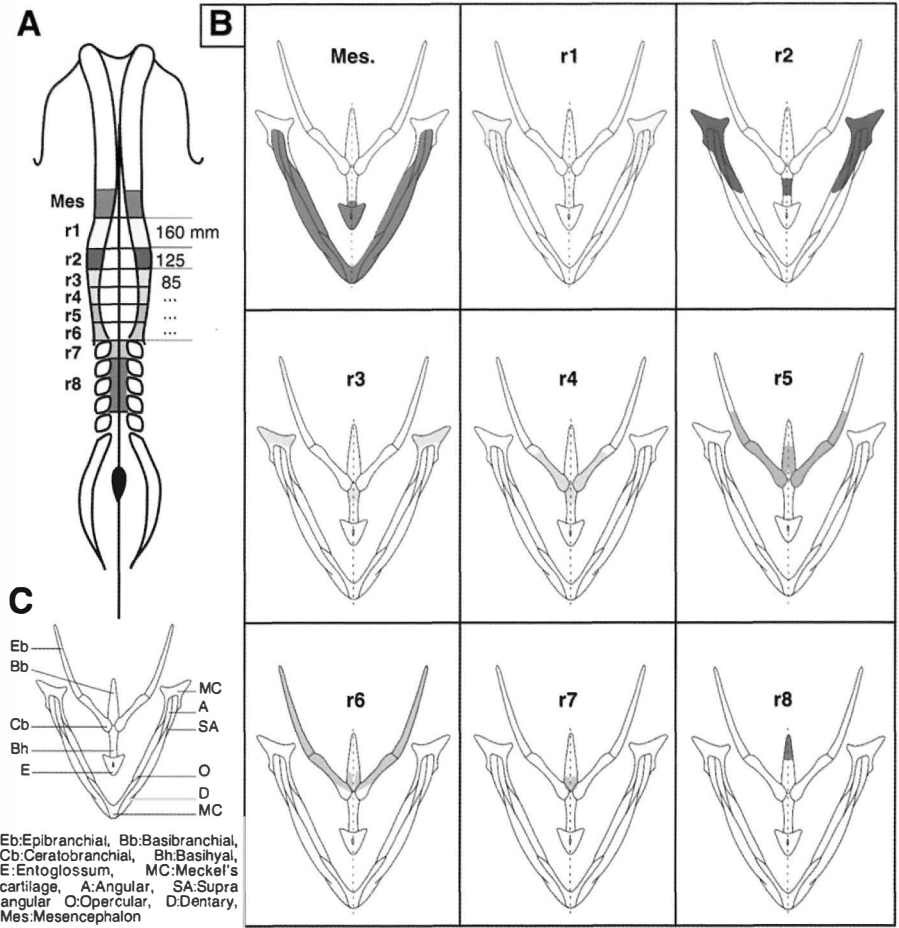 A
B
Mes.
r1
r2
Mes
r1
160 mm
r2
125
r3
85
r4
...
r5
...
r6
...
r7
r8
r3
r4
r5
C
Eb
Bb
MC
A
Cb
SA
Bh
E
O
D
MC
r6
r7
r8
Eb:Epibranchial, Bb:Basibranchial,
Cb:Ceratobranchial, Bh:Basihyal,
E:Entoglossum, MC:Meckel's
cartilage, A:Angular, SA:Supra
angular O:Opercular, D:Dentary,
Mes:Mesencephalon